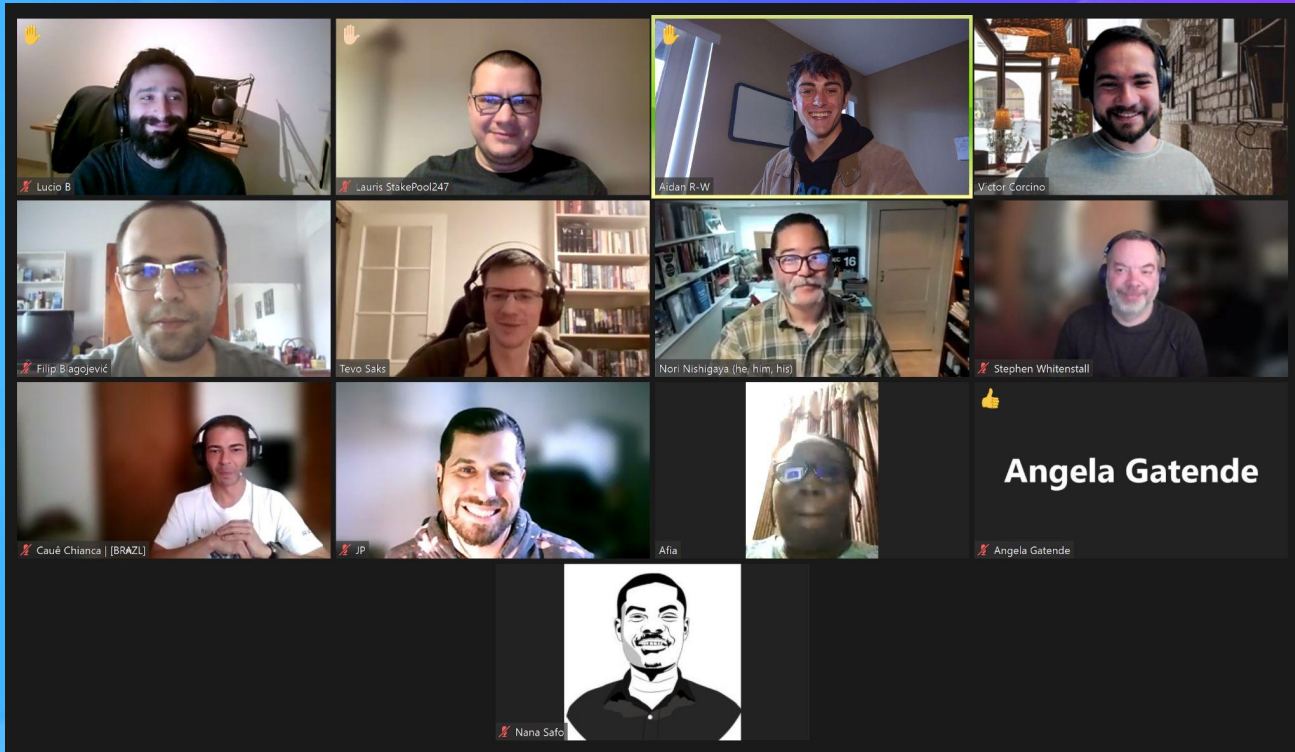 Lucio B
Lauris StakePool247
Aidan R-W
Victor Corcino
Filip Blagojević
Tevo Saks
16
Nori Nishigaya (he, him, his)
Stephen Whitenstall
Cauê Chianca | [BRAZL]
JP
Afia
Angela Gatende
Angela Gatende
Nana Safo